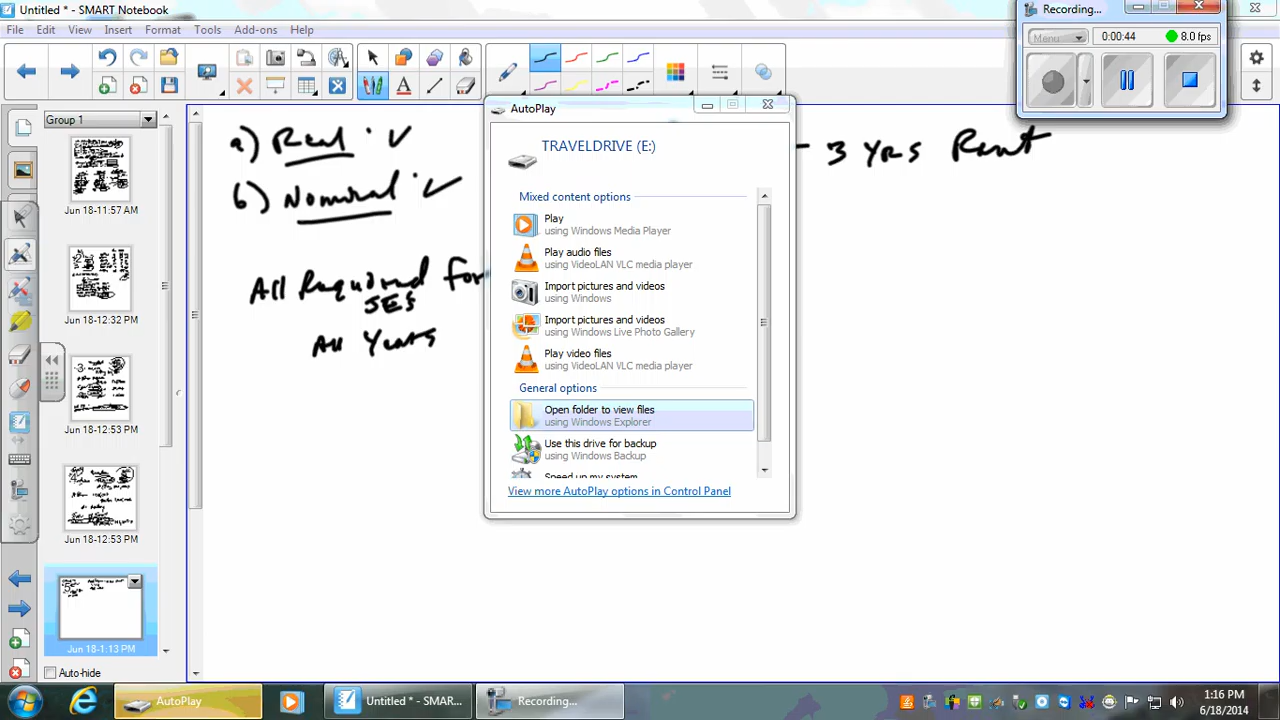 Untitled * - SMART Notebook
File Edit View Insert Format Tools Add-ons Help
Recording...
Menu 0:00:44 8.0 fps
Group 1
Jun 18-11:57 AM
Jun 18-12:32 PM
Jun 18-12:53 PM
Jun 18-12:53 PM
Jun 18-1:13 PM
Auto-hide
a) Real
b) Nominal
All Required For
JES
All Years
3 Yrs Rent
AutoPlay
TRAVELDRIVE (E:)
Mixed content options
Play
using Windows Media Player
Play audio files
using VideoLAN VLC media player
Import pictures and videos
using Windows
Import pictures and videos
using Windows Live Photo Gallery
Play video files
using VideoLAN VLC media player
General options
Open folder to view files
using Windows Explorer
Use this drive for backup
using Windows Backup
Speed up my system
View more AutoPlay options in Control Panel
AutoPlay
Untitled * - SMAR...
Recording...
1:16 PM
6/18/2014